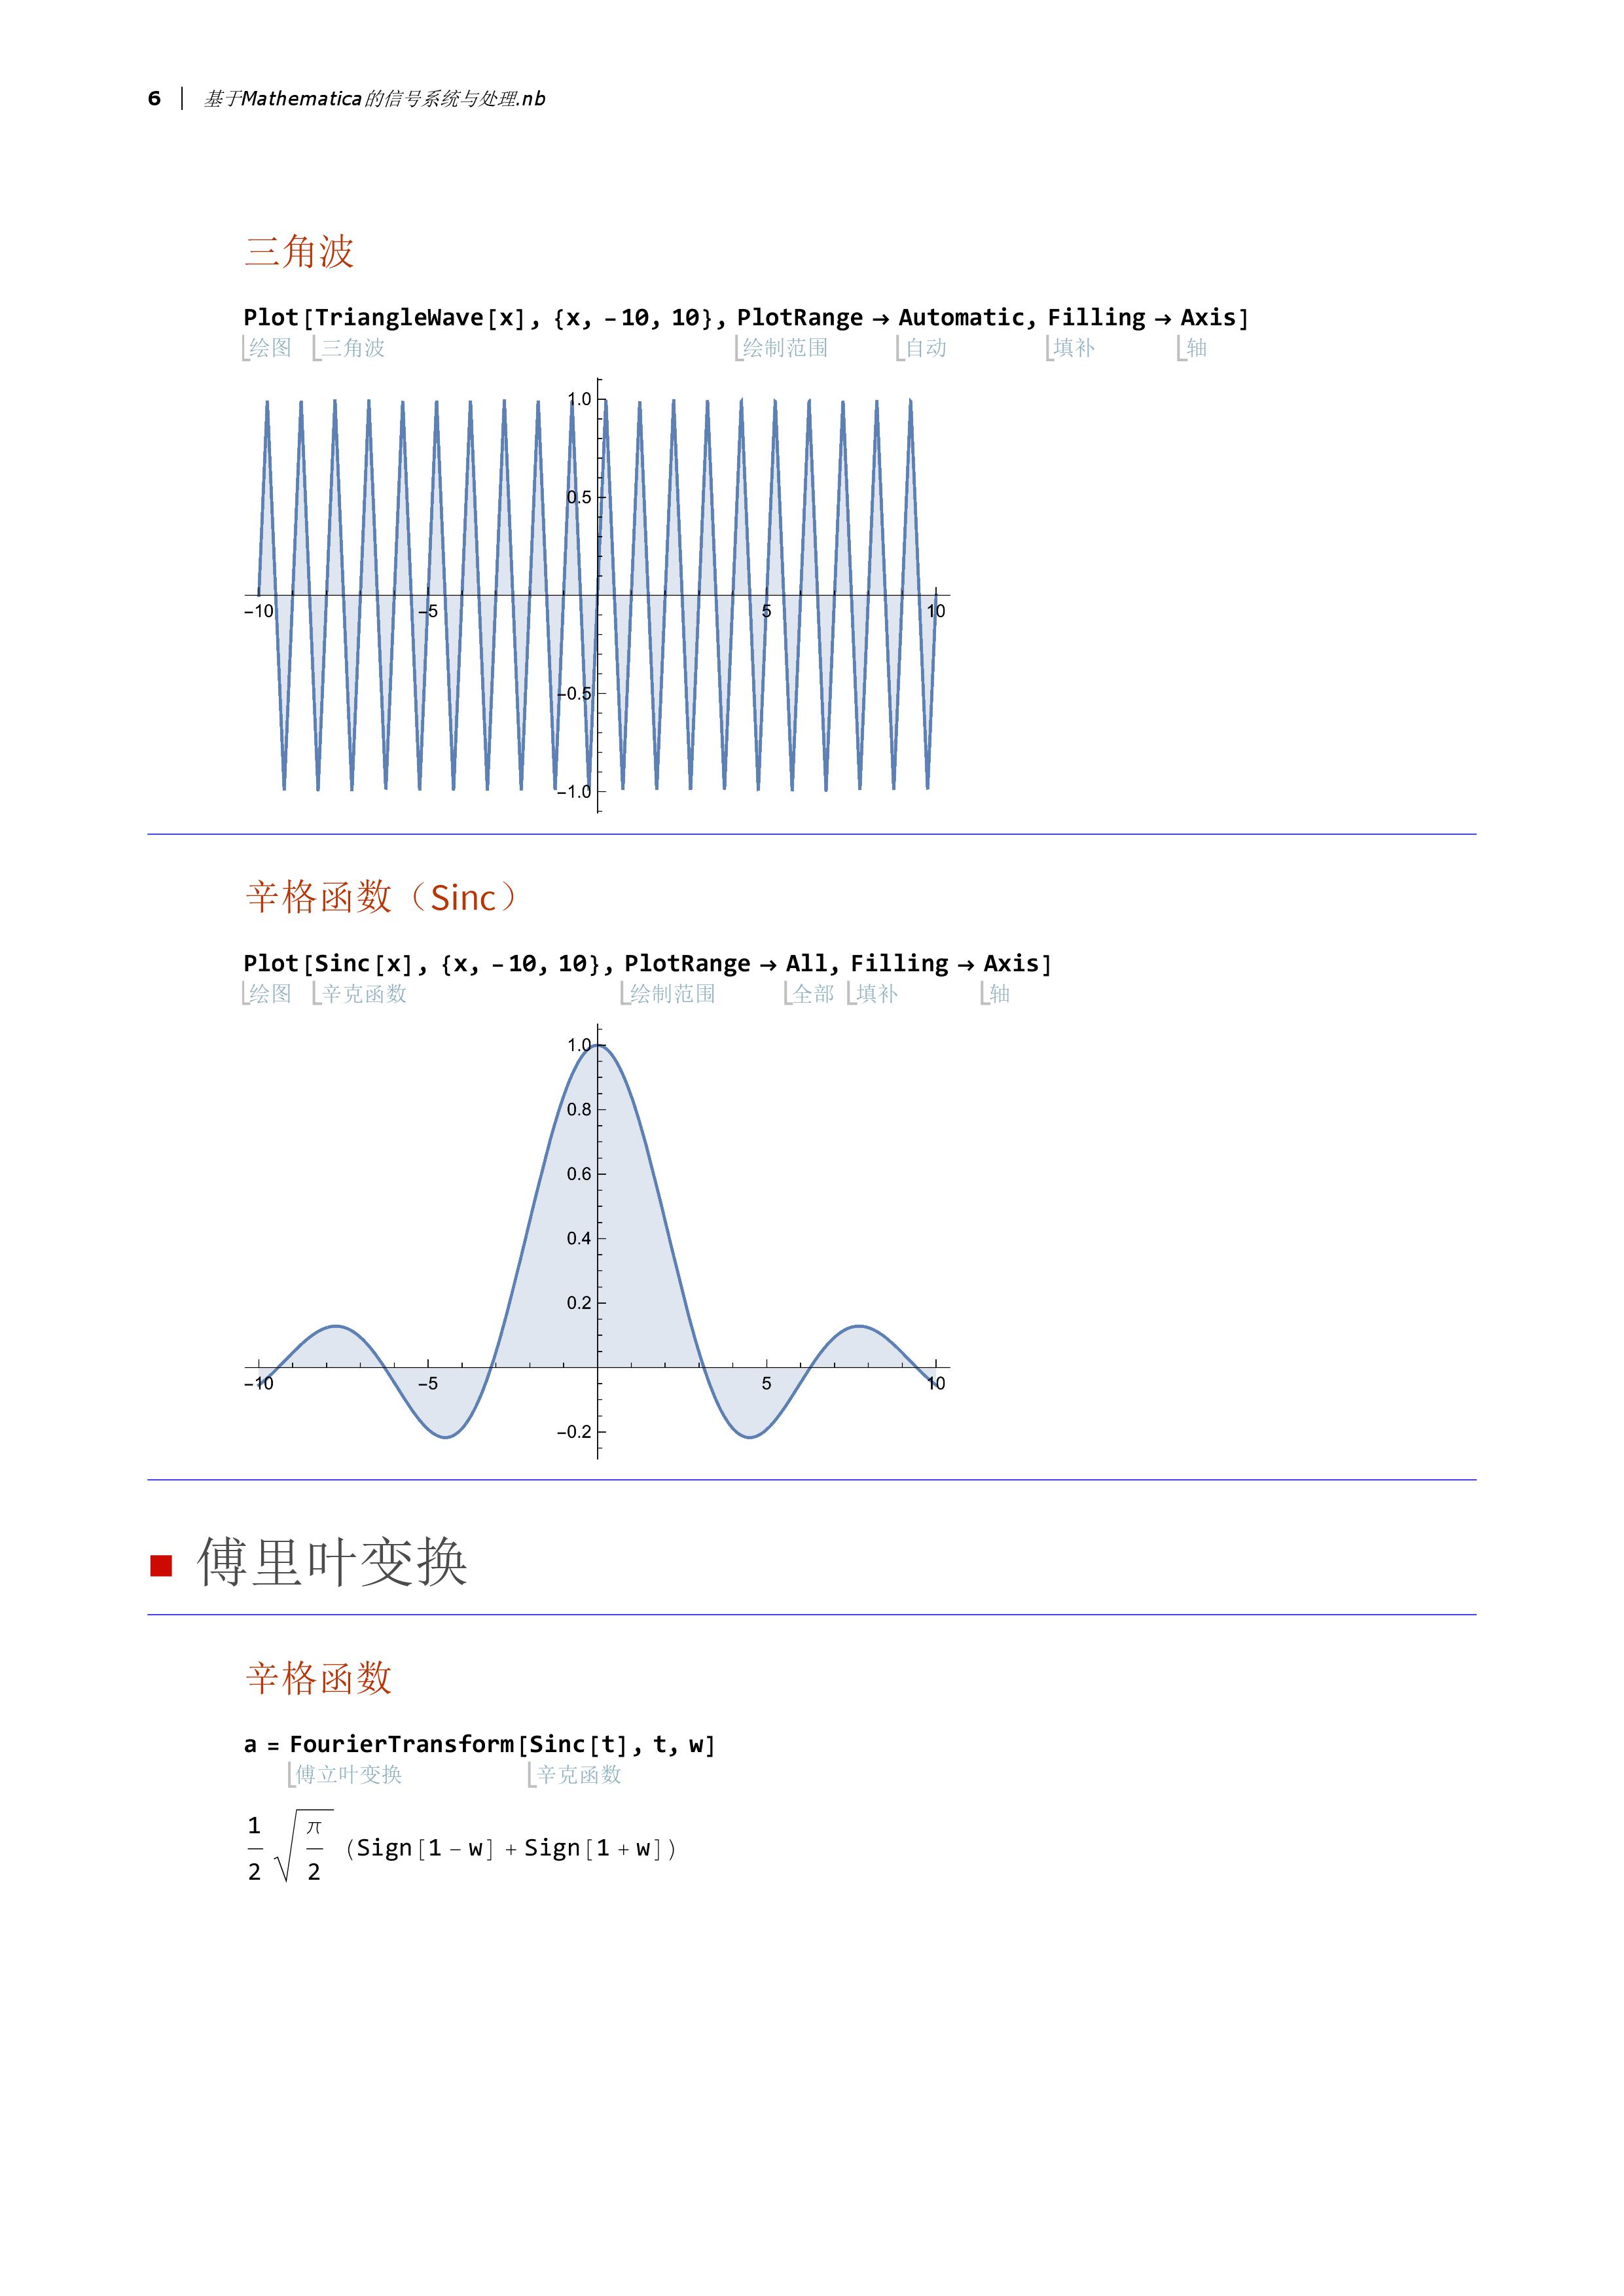 6 | 基于Mathematica的信号系统与处理.nb
三角波
Plot[TriangleWave[x], {x, -10, 10}, PlotRange → Automatic, Filling → Axis]
绘图 三角波 绘制范围 自动 填补 轴
1.0
0.5
-10 -5 5 10
-0.5
-1.0
辛格函数（Sinc）
Plot[Sinc[x], {x, -10, 10}, PlotRange → All, Filling → Axis]
绘图 辛克函数 绘制范围 全部 填补 轴
1.0
0.8
0.6
0.4
0.2
-10 -5 5 10
-0.2
■ 傅里叶变换
辛格函数
a = FourierTransform[Sinc[t], t, w]
傅立叶变换 辛克函数
1/2 √(π/2) (Sign[1 - w] + Sign[1 + w])